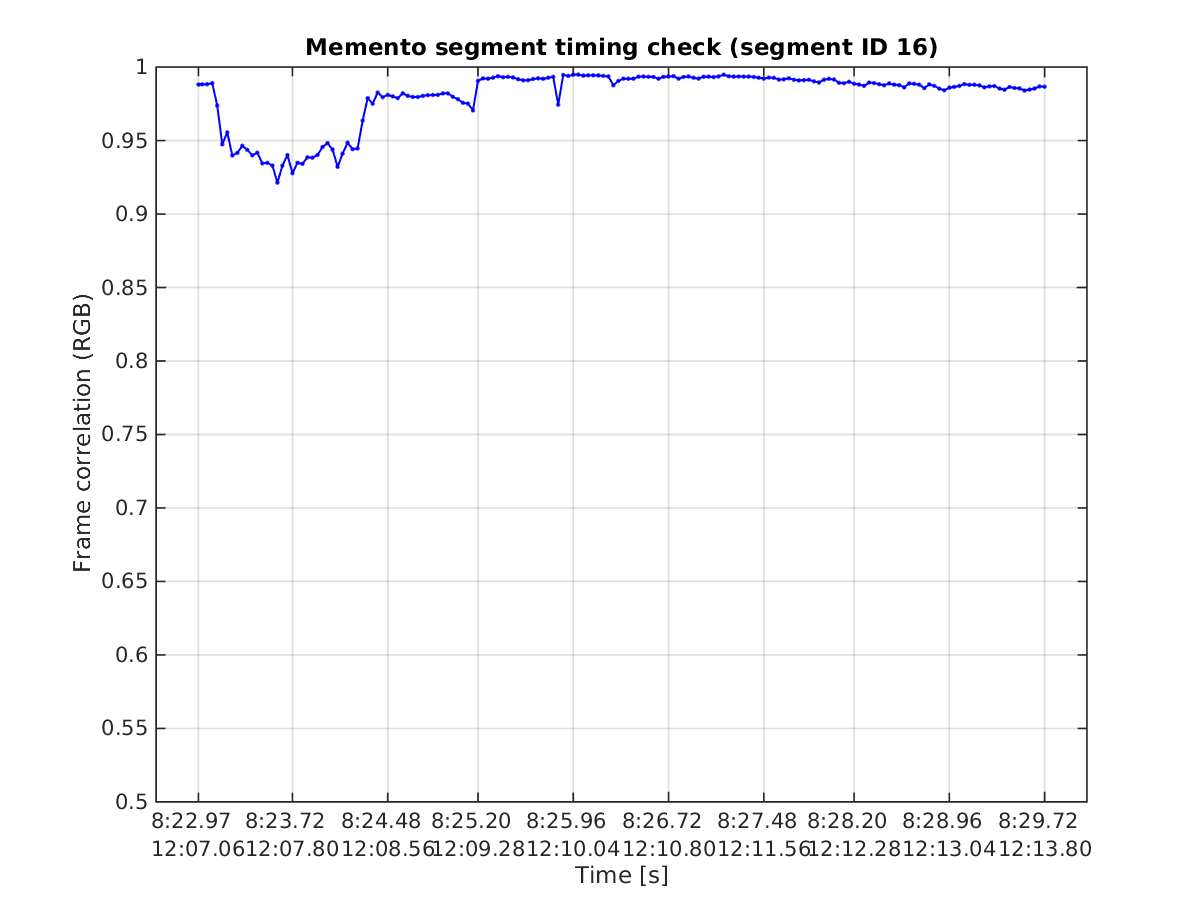 Memento segment timing check (segment ID 16)
Frame correlation (RGB)
1
0.95
0.9
0.85
0.8
0.75
0.7
0.65
0.6
0.55
0.5
8:22.97 8:23.72 8:24.48 8:25.20 8:25.96 8:26.72 8:27.48 8:28.20 8:28.96 8:29.72
12:07.06 12:07.80 12:08.56 12:09.28 12:10.04 12:10.80 12:11.56 12:12.28 12:13.04 12:13.80
Time [s]